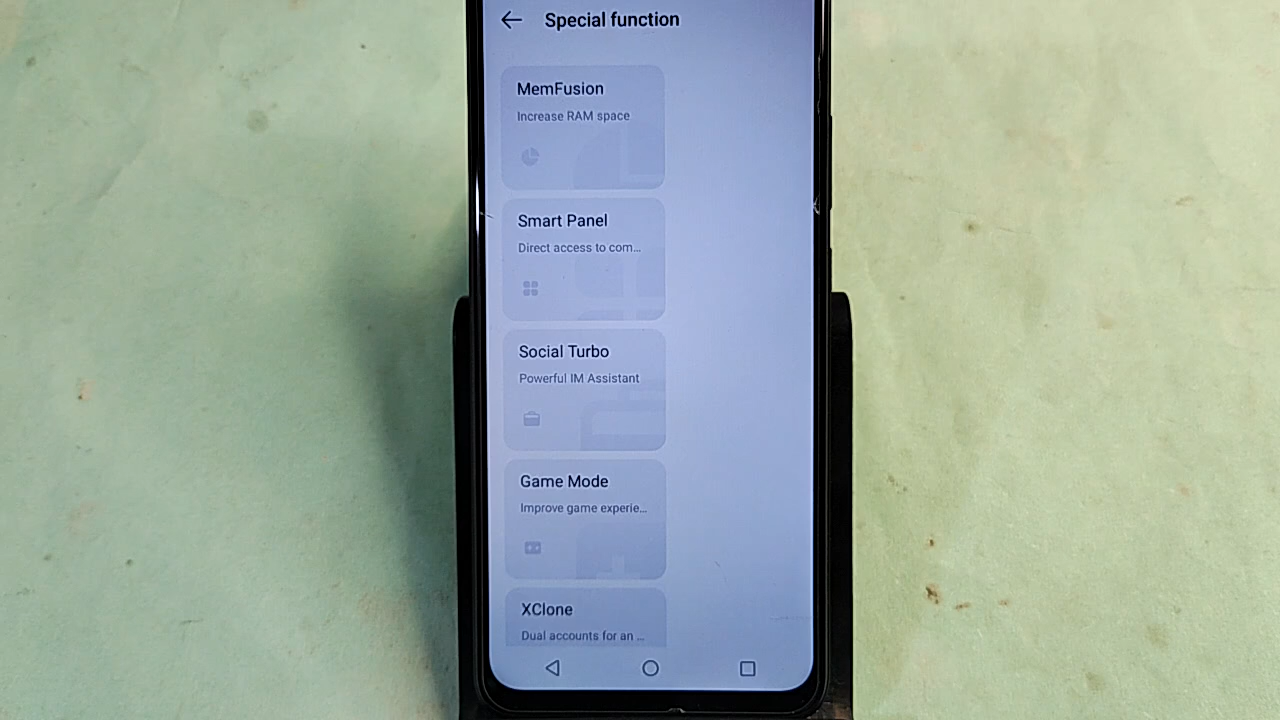 Special function
MemFusion
Increase RAM space
Smart Panel
Direct access to com...
Social Turbo
Powerful IM Assistant
Game Mode
Improve game experie...
XClone
Dual accounts for an ...